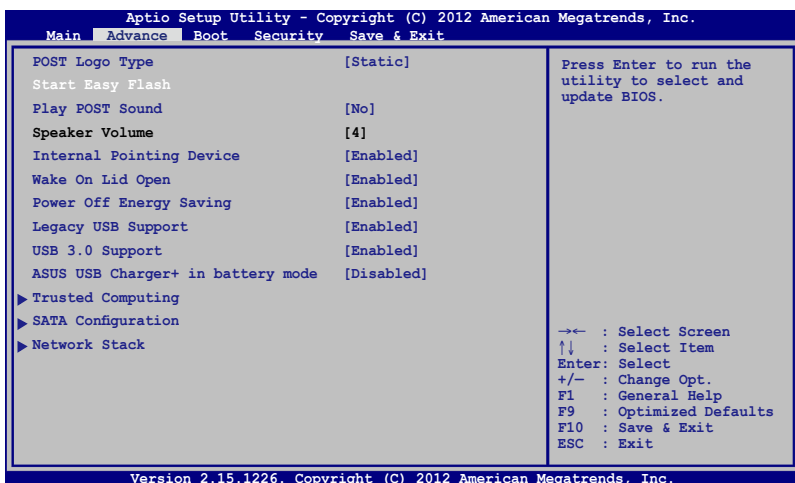 Aptio Setup Utility - Copyright (C) 2012 American Megatrends, Inc.
Main Advance Boot Security Save & Exit
POST Logo Type [Static]
Start Easy Flash
Play POST Sound [No]
Speaker Volume [4]
Internal Pointing Device [Enabled]
Wake On Lid Open [Enabled]
Power Off Energy Saving [Enabled]
Legacy USB Support [Enabled]
USB 3.0 Support [Enabled]
ASUS USB Charger+ in battery mode [Disabled]
Trusted Computing
SATA Configuration
Network Stack
Press Enter to run the
utility to select and
update BIOS.
→← : Select Screen
↑↓ : Select Item
Enter: Select
+/— : Change Opt.
F1 : General Help
F9 : Optimized Defaults
F10 : Save & Exit
ESC : Exit
Version 2.15.1226. Copyright (C) 2012 American Megatrends, Inc.